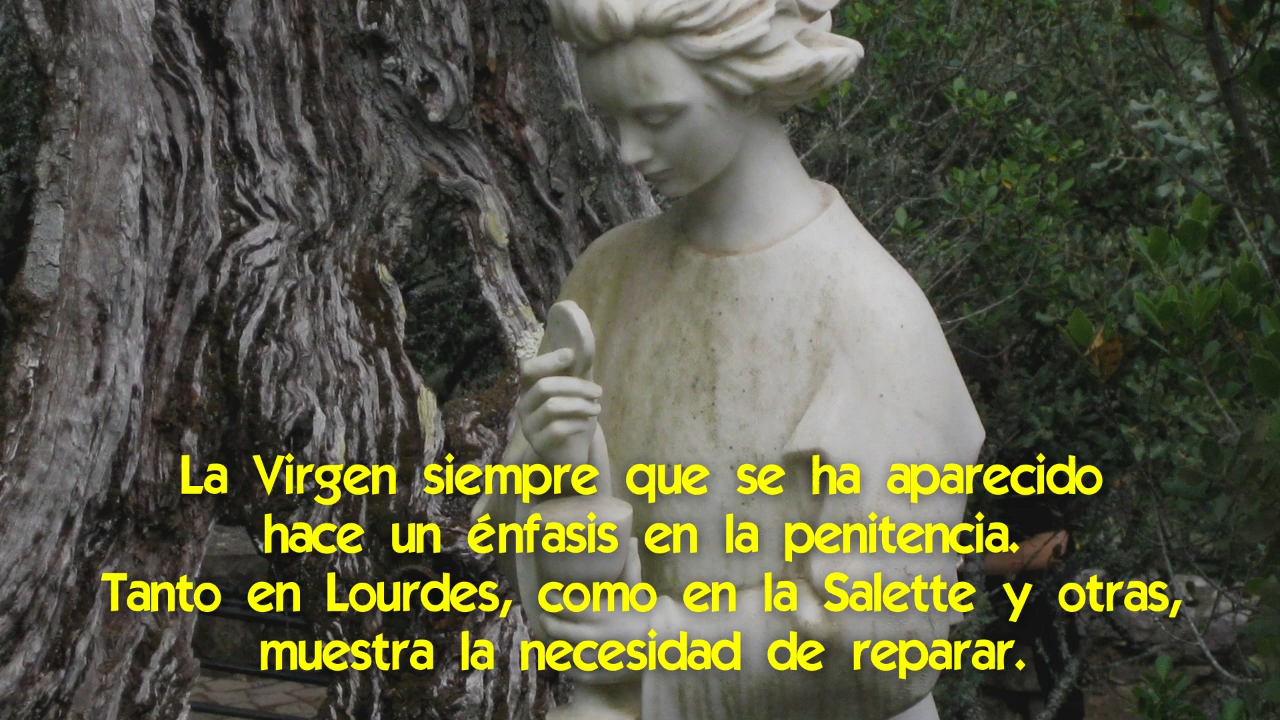 La Virgen siempre que se ha aparecido
hace un énfasis en la penitencia.
Tanto en Lourdes, como en la Salette y otras,
muestra la necesidad de reparar.